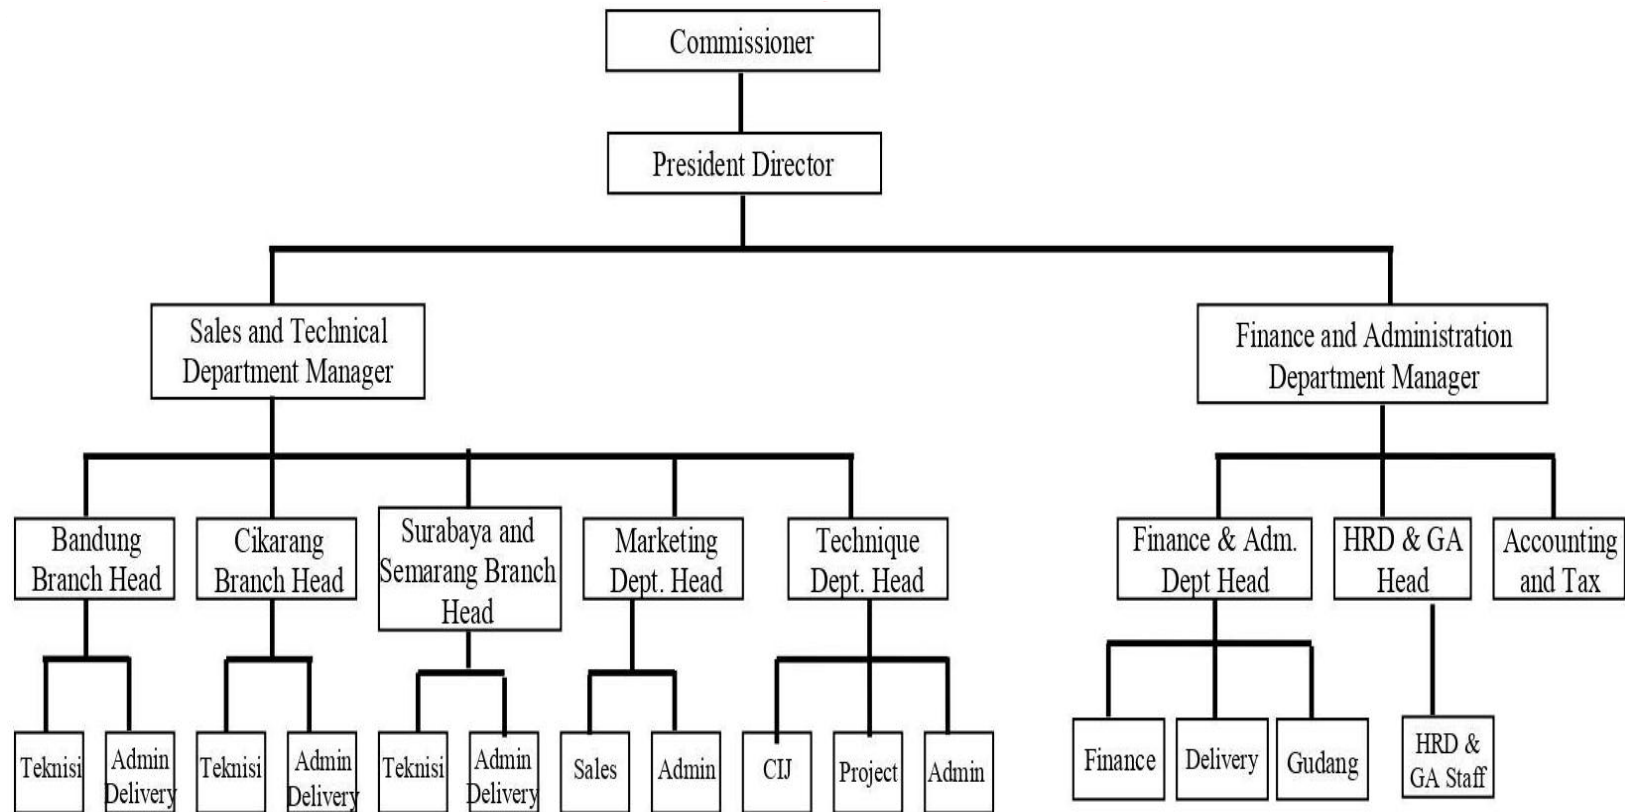 Commissioner
President Director
Sales and Technical
Department Manager
Finance and Administration
Department Manager
Bandung
Branch Head
Cikarang
Branch Head
Surabaya and
Semarang Branch
Head
Marketing
Dept. Head
Technique
Dept. Head
Finance & Adm.
Dept Head
HRD & GA
Head
Accounting
and Tax
Teknisi
Admin
Delivery
Teknisi
Admin
Delivery
Teknisi
Admin
Delivery
Sales
Admin
CIJ
Project
Admin
Finance
Delivery
Gudang
HRD &
GA Staff